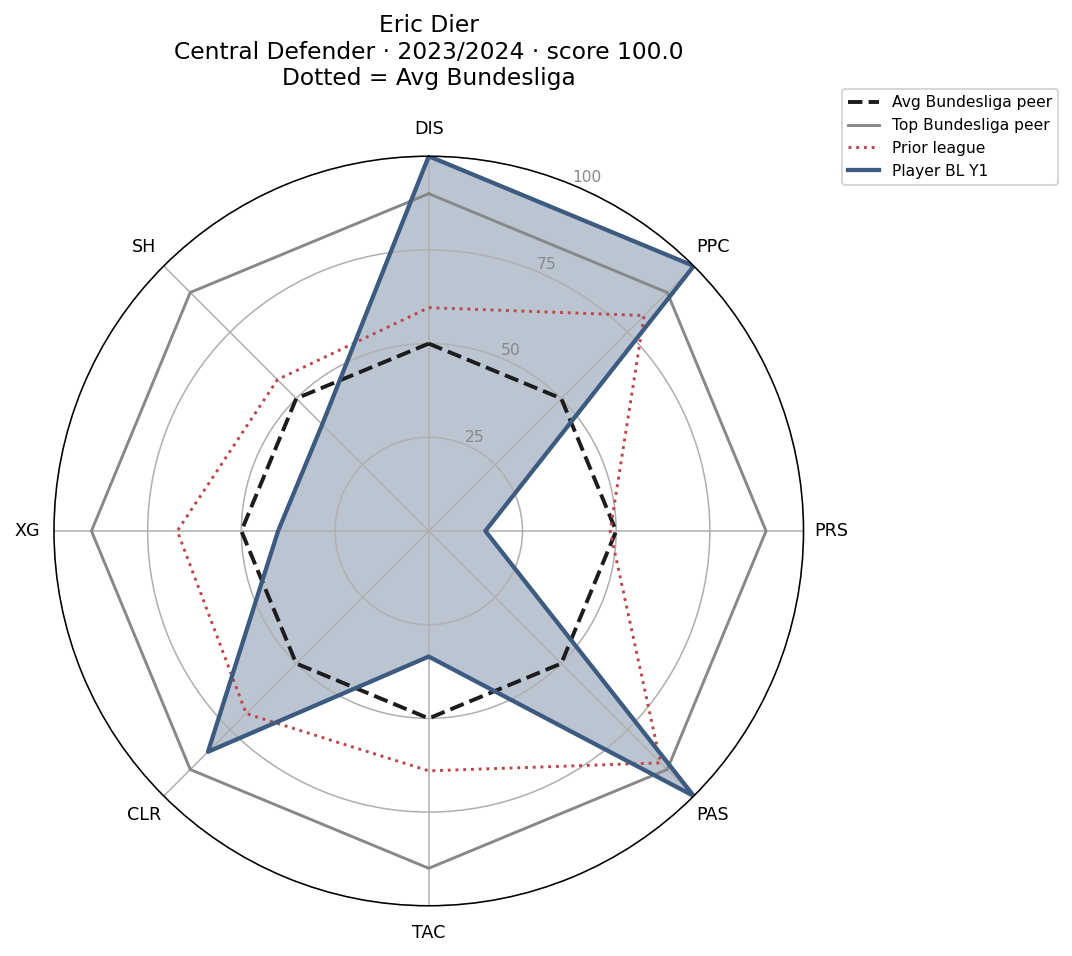 Eric Dier
Central Defender · 2023/2024 · score 100.0
Dotted = Avg Bundesliga
Avg Bundesliga peer
Top Bundesliga peer
Prior league
Player BL Y1
DIS
100
SH
PPC
75
50
25
XG
PRS
CLR
PAS
TAC